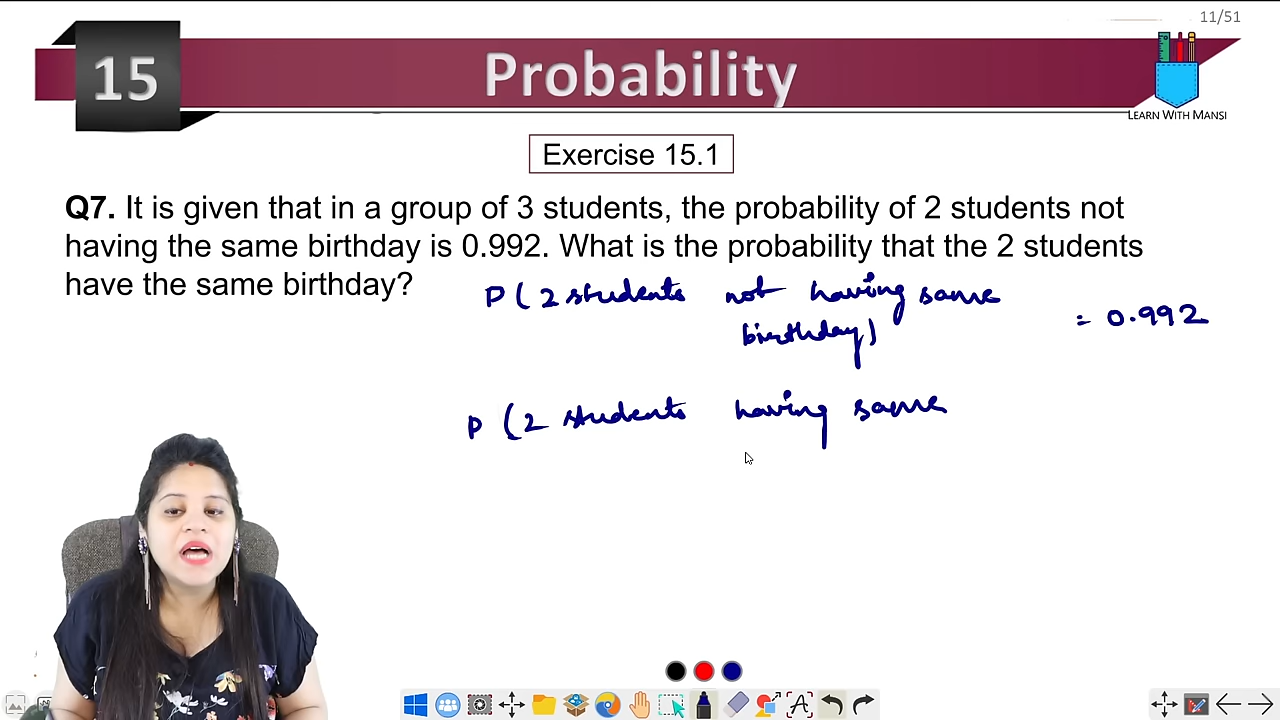 11/51
15
Probability
LEARN WITH MANSI
Exercise 15.1
Q7. It is given that in a group of 3 students, the probability of 2 students not
having the same birthday is 0.992. What is the probability that the 2 students
have the same birthday?
P(2 students not having same
birthday)
= 0.992
P (2 students having same